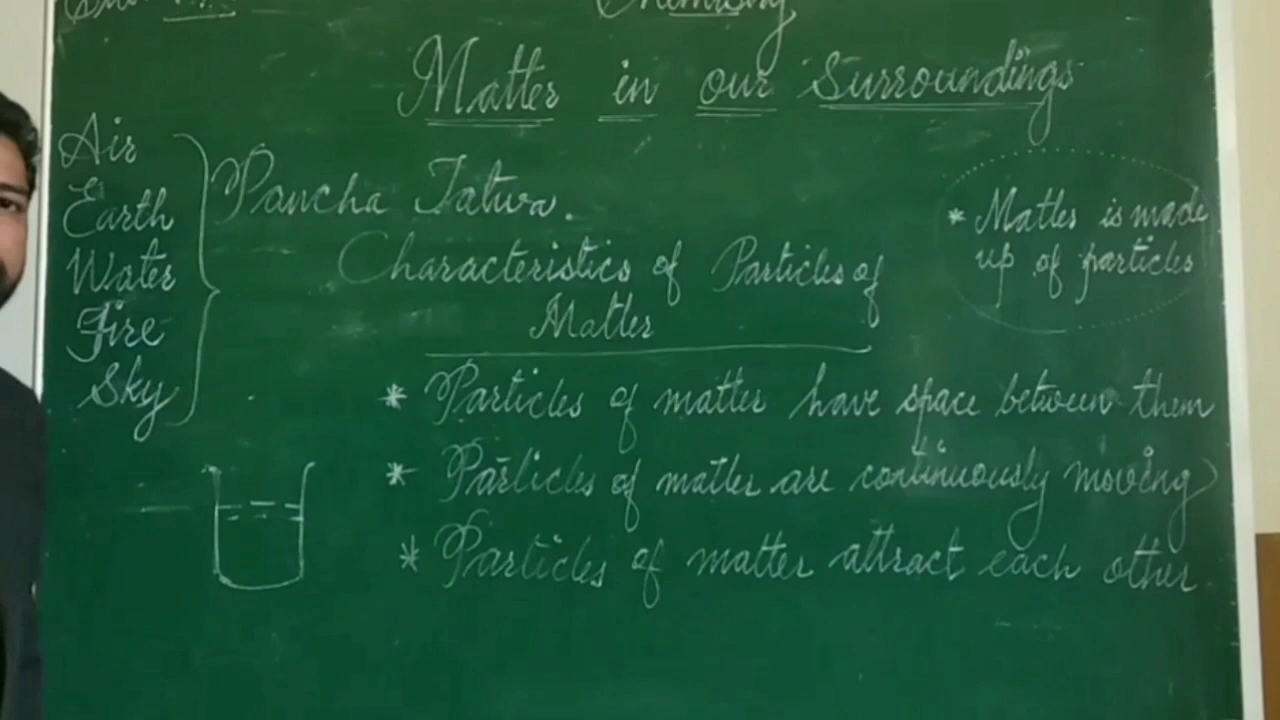 Chemistry
Matter in our Surroundings
Air
Earth
Water
Fire
Sky
Pancha Tatva.
* Matter is made
up of particles
Characteristics of Particles of
Matter
* Particles of matter have space between them
* Particles of matter are continuously moving
* Particles of matter attract each other